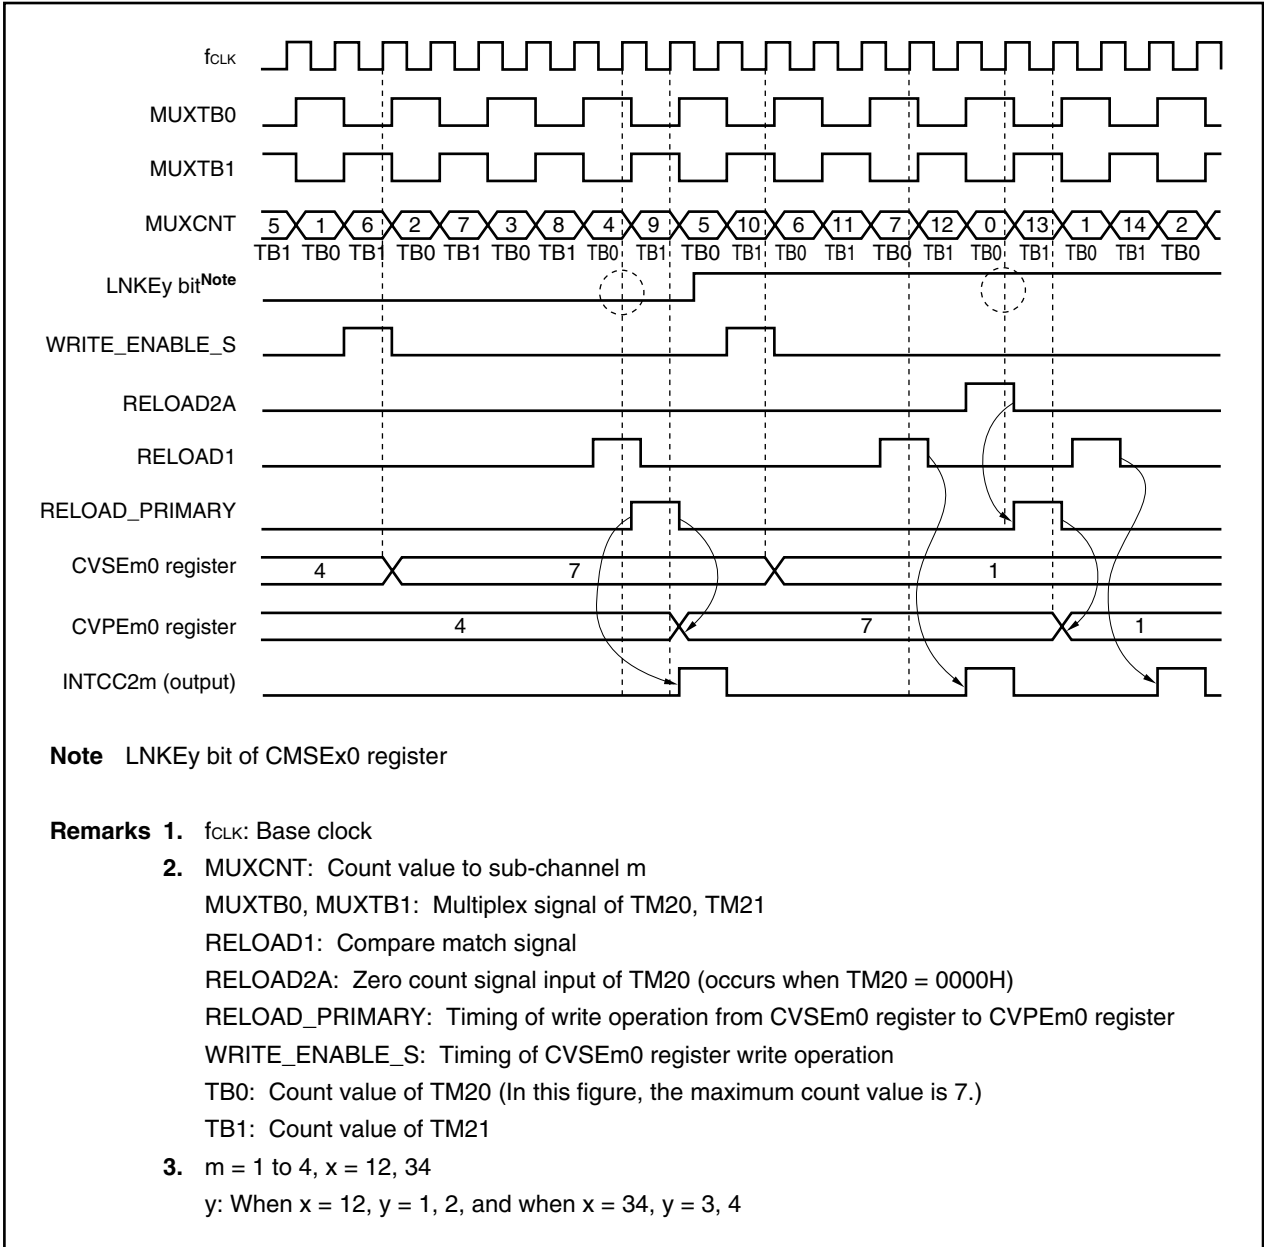 fCLK
MUXTB0
MUXTB1
MUXCNT 5 1 6 2 7 3 8 4 9 5 10 6 11 7 12 0 13 1 14 2
TB1 TB0 TB1 TB0 TB1 TB0 TB1 TB0 TB1 TB0 TB1 TB0 TB1 TB0 TB1 TB0 TB1 TB0 TB1 TB0
LNKEy bitNote
WRITE_ENABLE_S
RELOAD2A
RELOAD1
RELOAD_PRIMARY
CVSEm0 register 4 7 1
CVPEm0 register 4 7 1
INTCC2m (output)
Note LNKEy bit of CMSEx0 register
Remarks 1. fCLK: Base clock
2. MUXCNT: Count value to sub-channel m
MUXTB0, MUXTB1: Multiplex signal of TM20, TM21
RELOAD1: Compare match signal
RELOAD2A: Zero count signal input of TM20 (occurs when TM20 = 0000H)
RELOAD_PRIMARY: Timing of write operation from CVSEm0 register to CVPEm0 register
WRITE_ENABLE_S: Timing of CVSEm0 register write operation
TB0: Count value of TM20 (In this figure, the maximum count value is 7.)
TB1: Count value of TM21
3. m = 1 to 4, x = 12, 34
y: When x = 12, y = 1, 2, and when x = 34, y = 3, 4